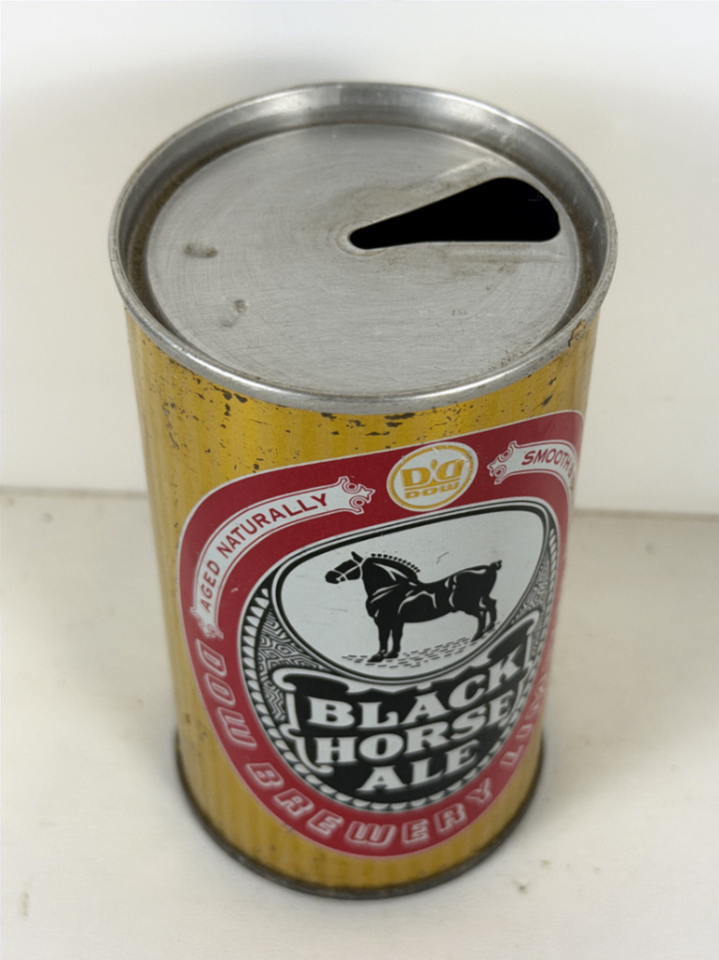 D'O
DOW
AGED NATURALLY
SMOOTH &
BLACK
HORSE
ALE
DOW BREWERY